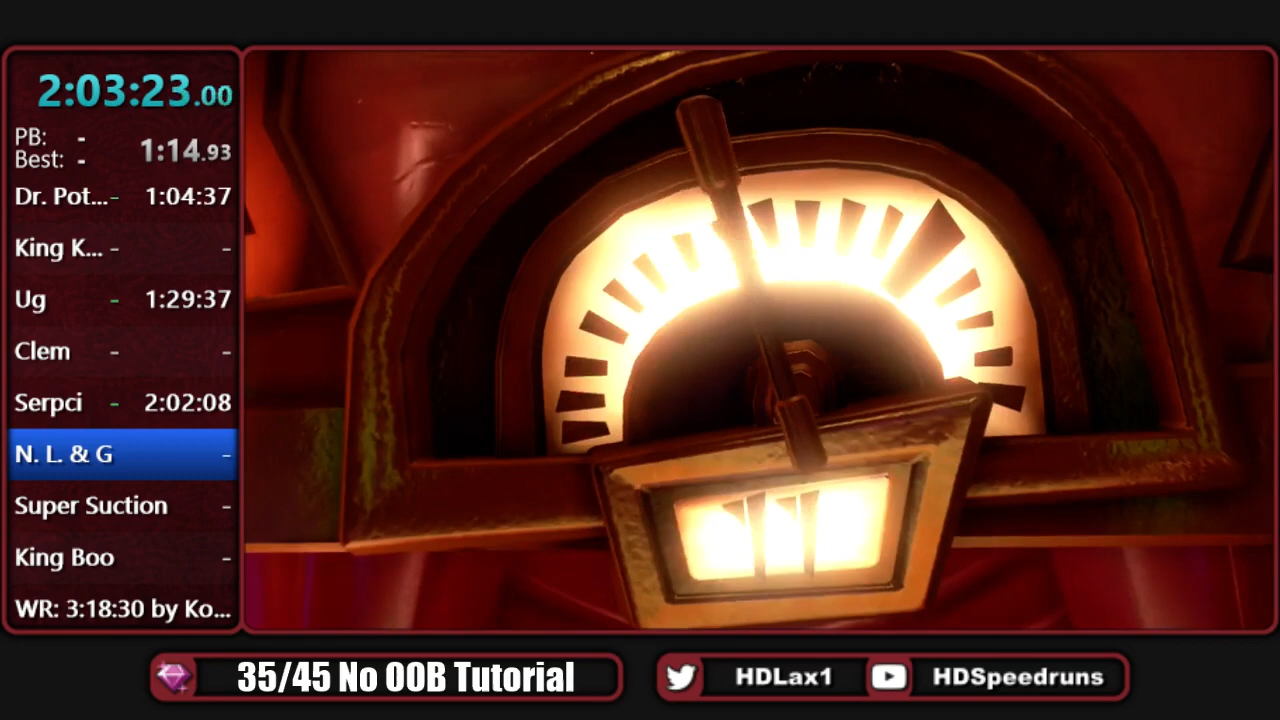 2:03:23.00
PB: -
Best: -
1:14.93
Dr. Pot... - 1:04:37
King K... - -
Ug - 1:29:37
Clem - -
Serpci - 2:02:08
N. L. & G -
Super Suction -
King Boo -
WR: 3:18:30 by Ko...
35/45 No OOB Tutorial
HDLax1
HDSpeedruns